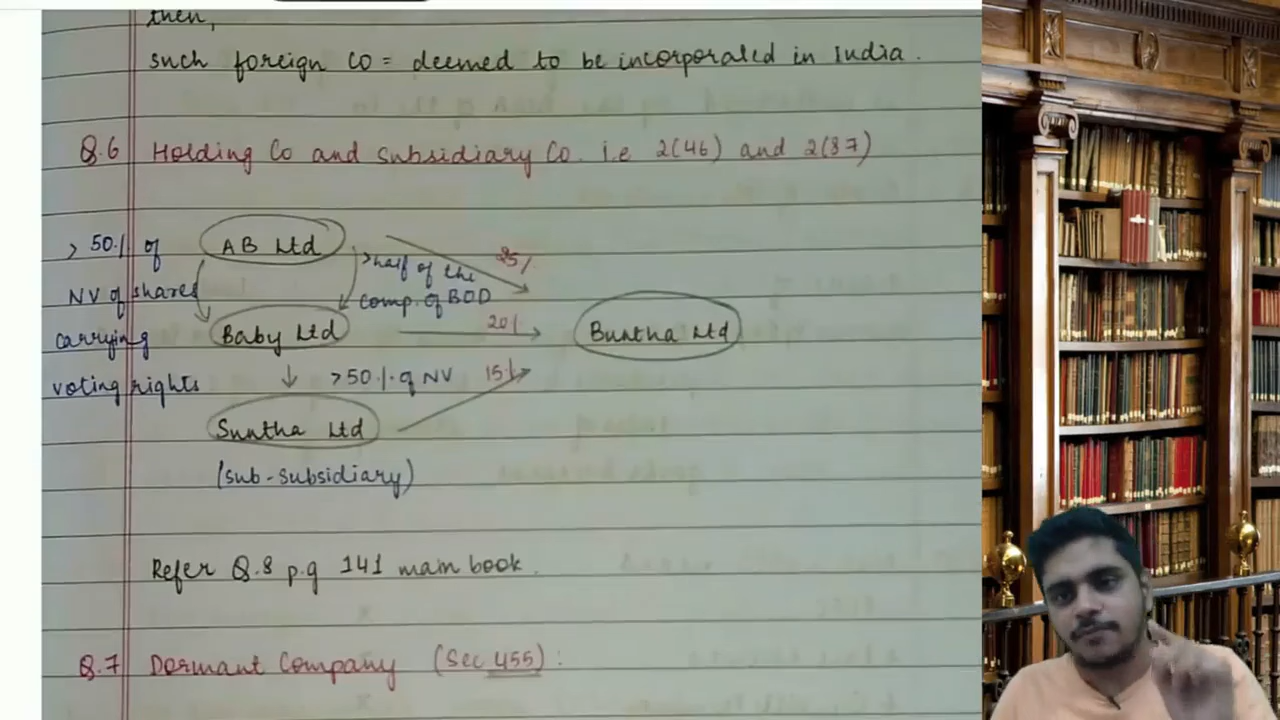 then,
such foreign Co = deemed to be incorporated in India.
Q.6 Holding Co and subsidiary Co. i.e 2(46) and 2(87)
> 50% of
NV of shares
carrying
voting rights
AB Ltd
>half of the
Comp. of BOD
25%
Baby Ltd
20%
Buntha Ltd
>50% of NV
15%
Suntha Ltd
(sub-subsidiary)
Refer Q.8 p.g 141 main book.
Q.7 Dormant Company (Sec 455):